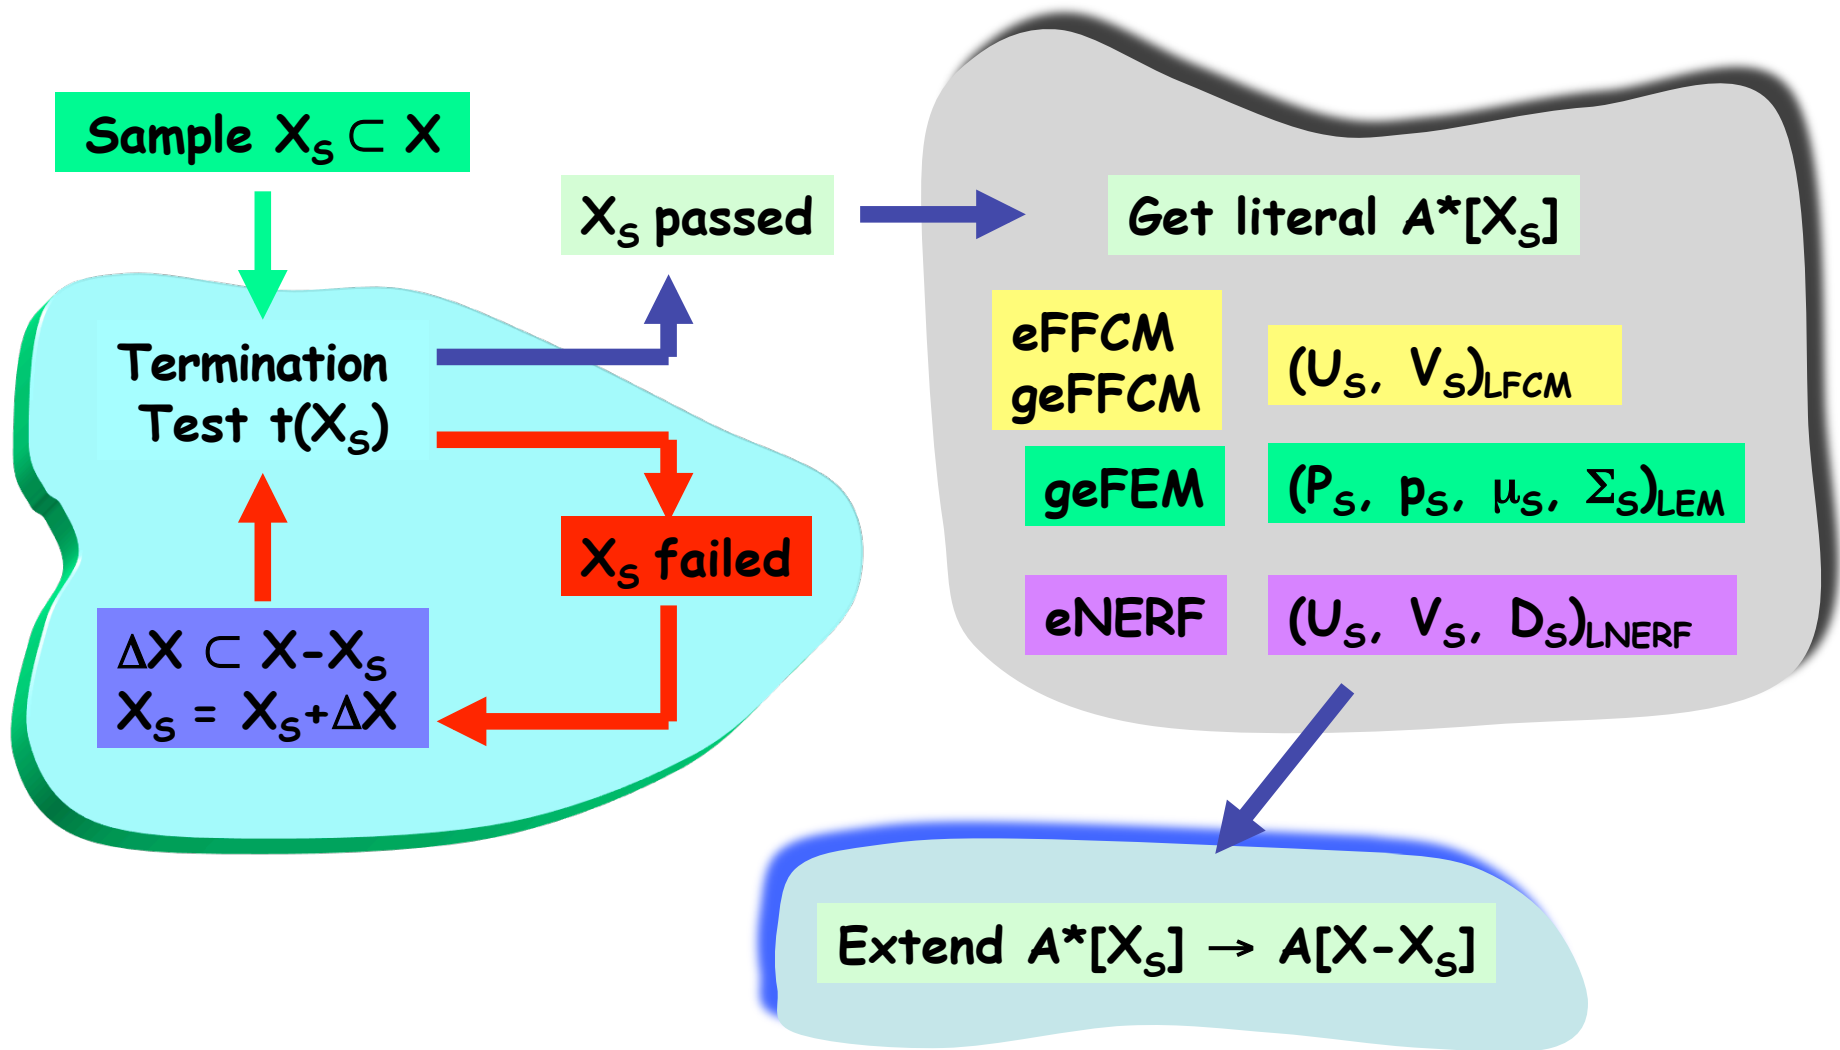 Sample X_S ⊂ X
X_S passed
Get literal A*[X_S]
Termination
Test t(X_S)
eFFCM
geFFCM
(U_S, V_S)_LFCM
geFEM
(P_S, p_S, μ_S, Σ_S)_LEM
X_S failed
eNERF
(U_S, V_S, D_S)_LNERF
ΔX ⊂ X-X_S
X_S = X_S+ΔX
Extend A*[X_S] → A[X-X_S]